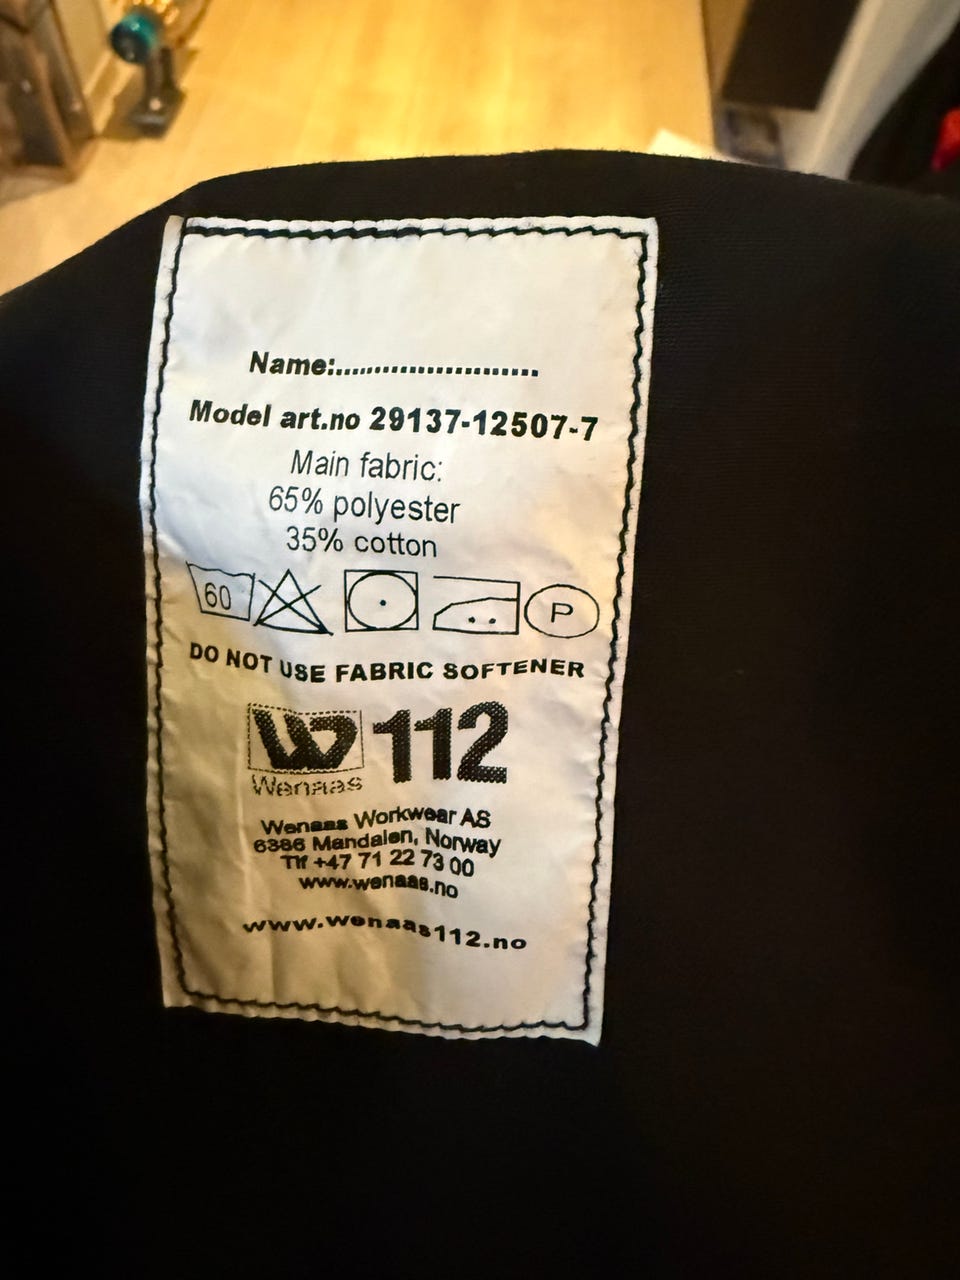 Name:........................
Model art.no 29137-12507-7
Main fabric:
65% polyester
35% cotton
60 P
DO NOT USE FABRIC SOFTENER
W 112
Wenaas
Wenaas Workwear AS
6386 Mandalen, Norway
Tlf +47 71 22 73 00
www.wenaas.no
www.wenaas112.no